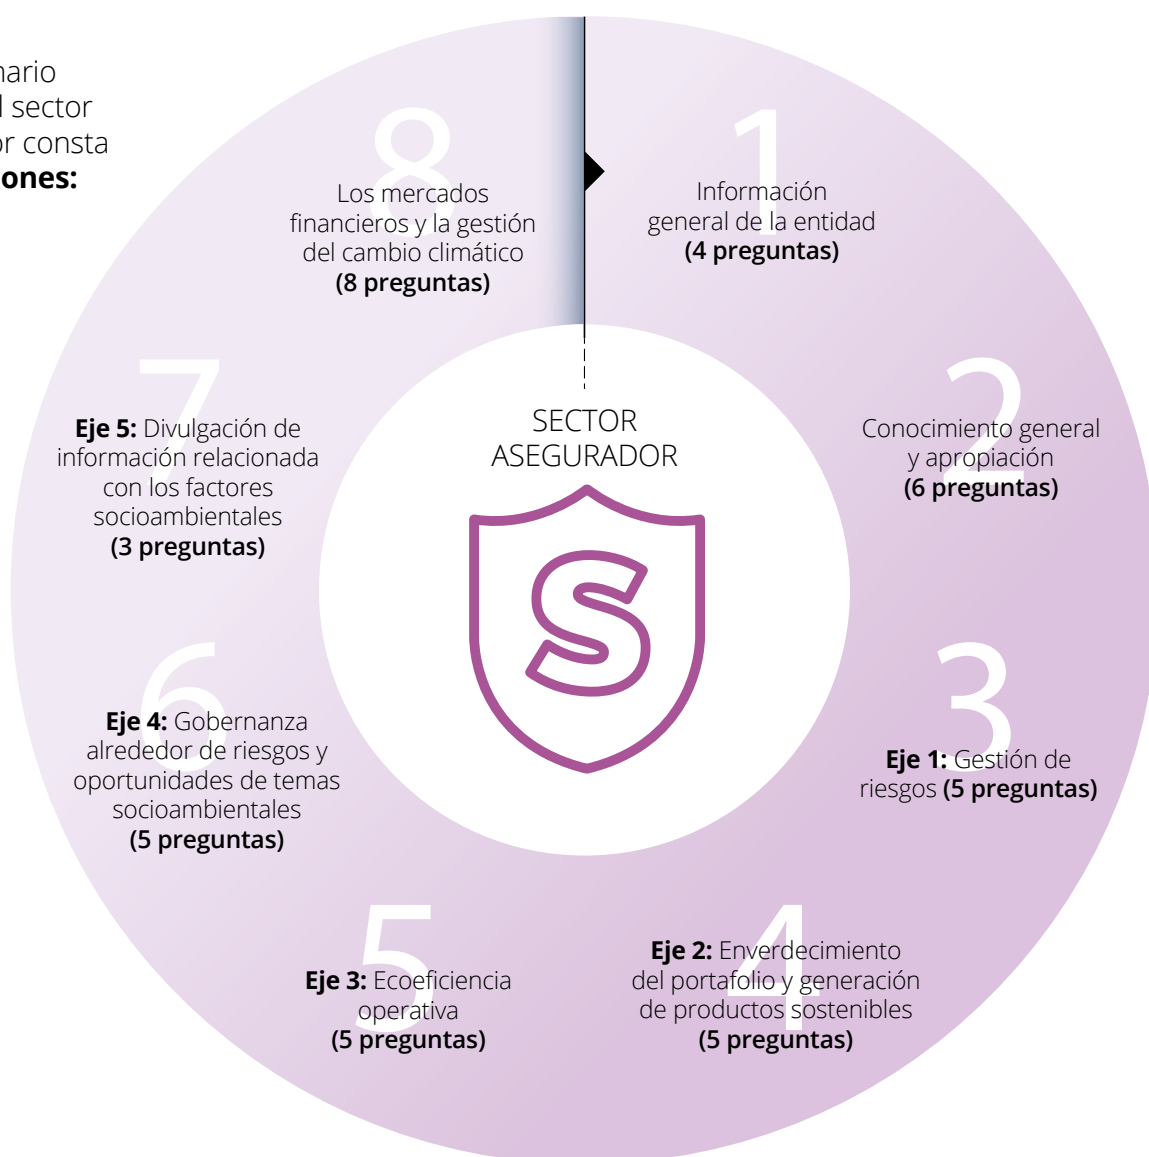 nario
l sector
or consta
iones:
1
Información
general de la entidad
(4 preguntas)
2
Conocimiento general
y apropiación
(6 preguntas)
3
Eje 1: Gestión de
riesgos (5 preguntas)
4
Eje 2: Enverdecimiento
del portafolio y generación
de productos sostenibles
(5 preguntas)
5
Eje 3: Ecoeficiencia
operativa
(5 preguntas)
6
Eje 4: Gobernanza
alrededor de riesgos y
oportunidades de temas
socioambientales
(5 preguntas)
7
Eje 5: Divulgación de
información relacionada
con los factores
socioambientales
(3 preguntas)
8
Los mercados
financieros y la gestión
del cambio climático
(8 preguntas)
SECTOR
ASEGURADOR
S